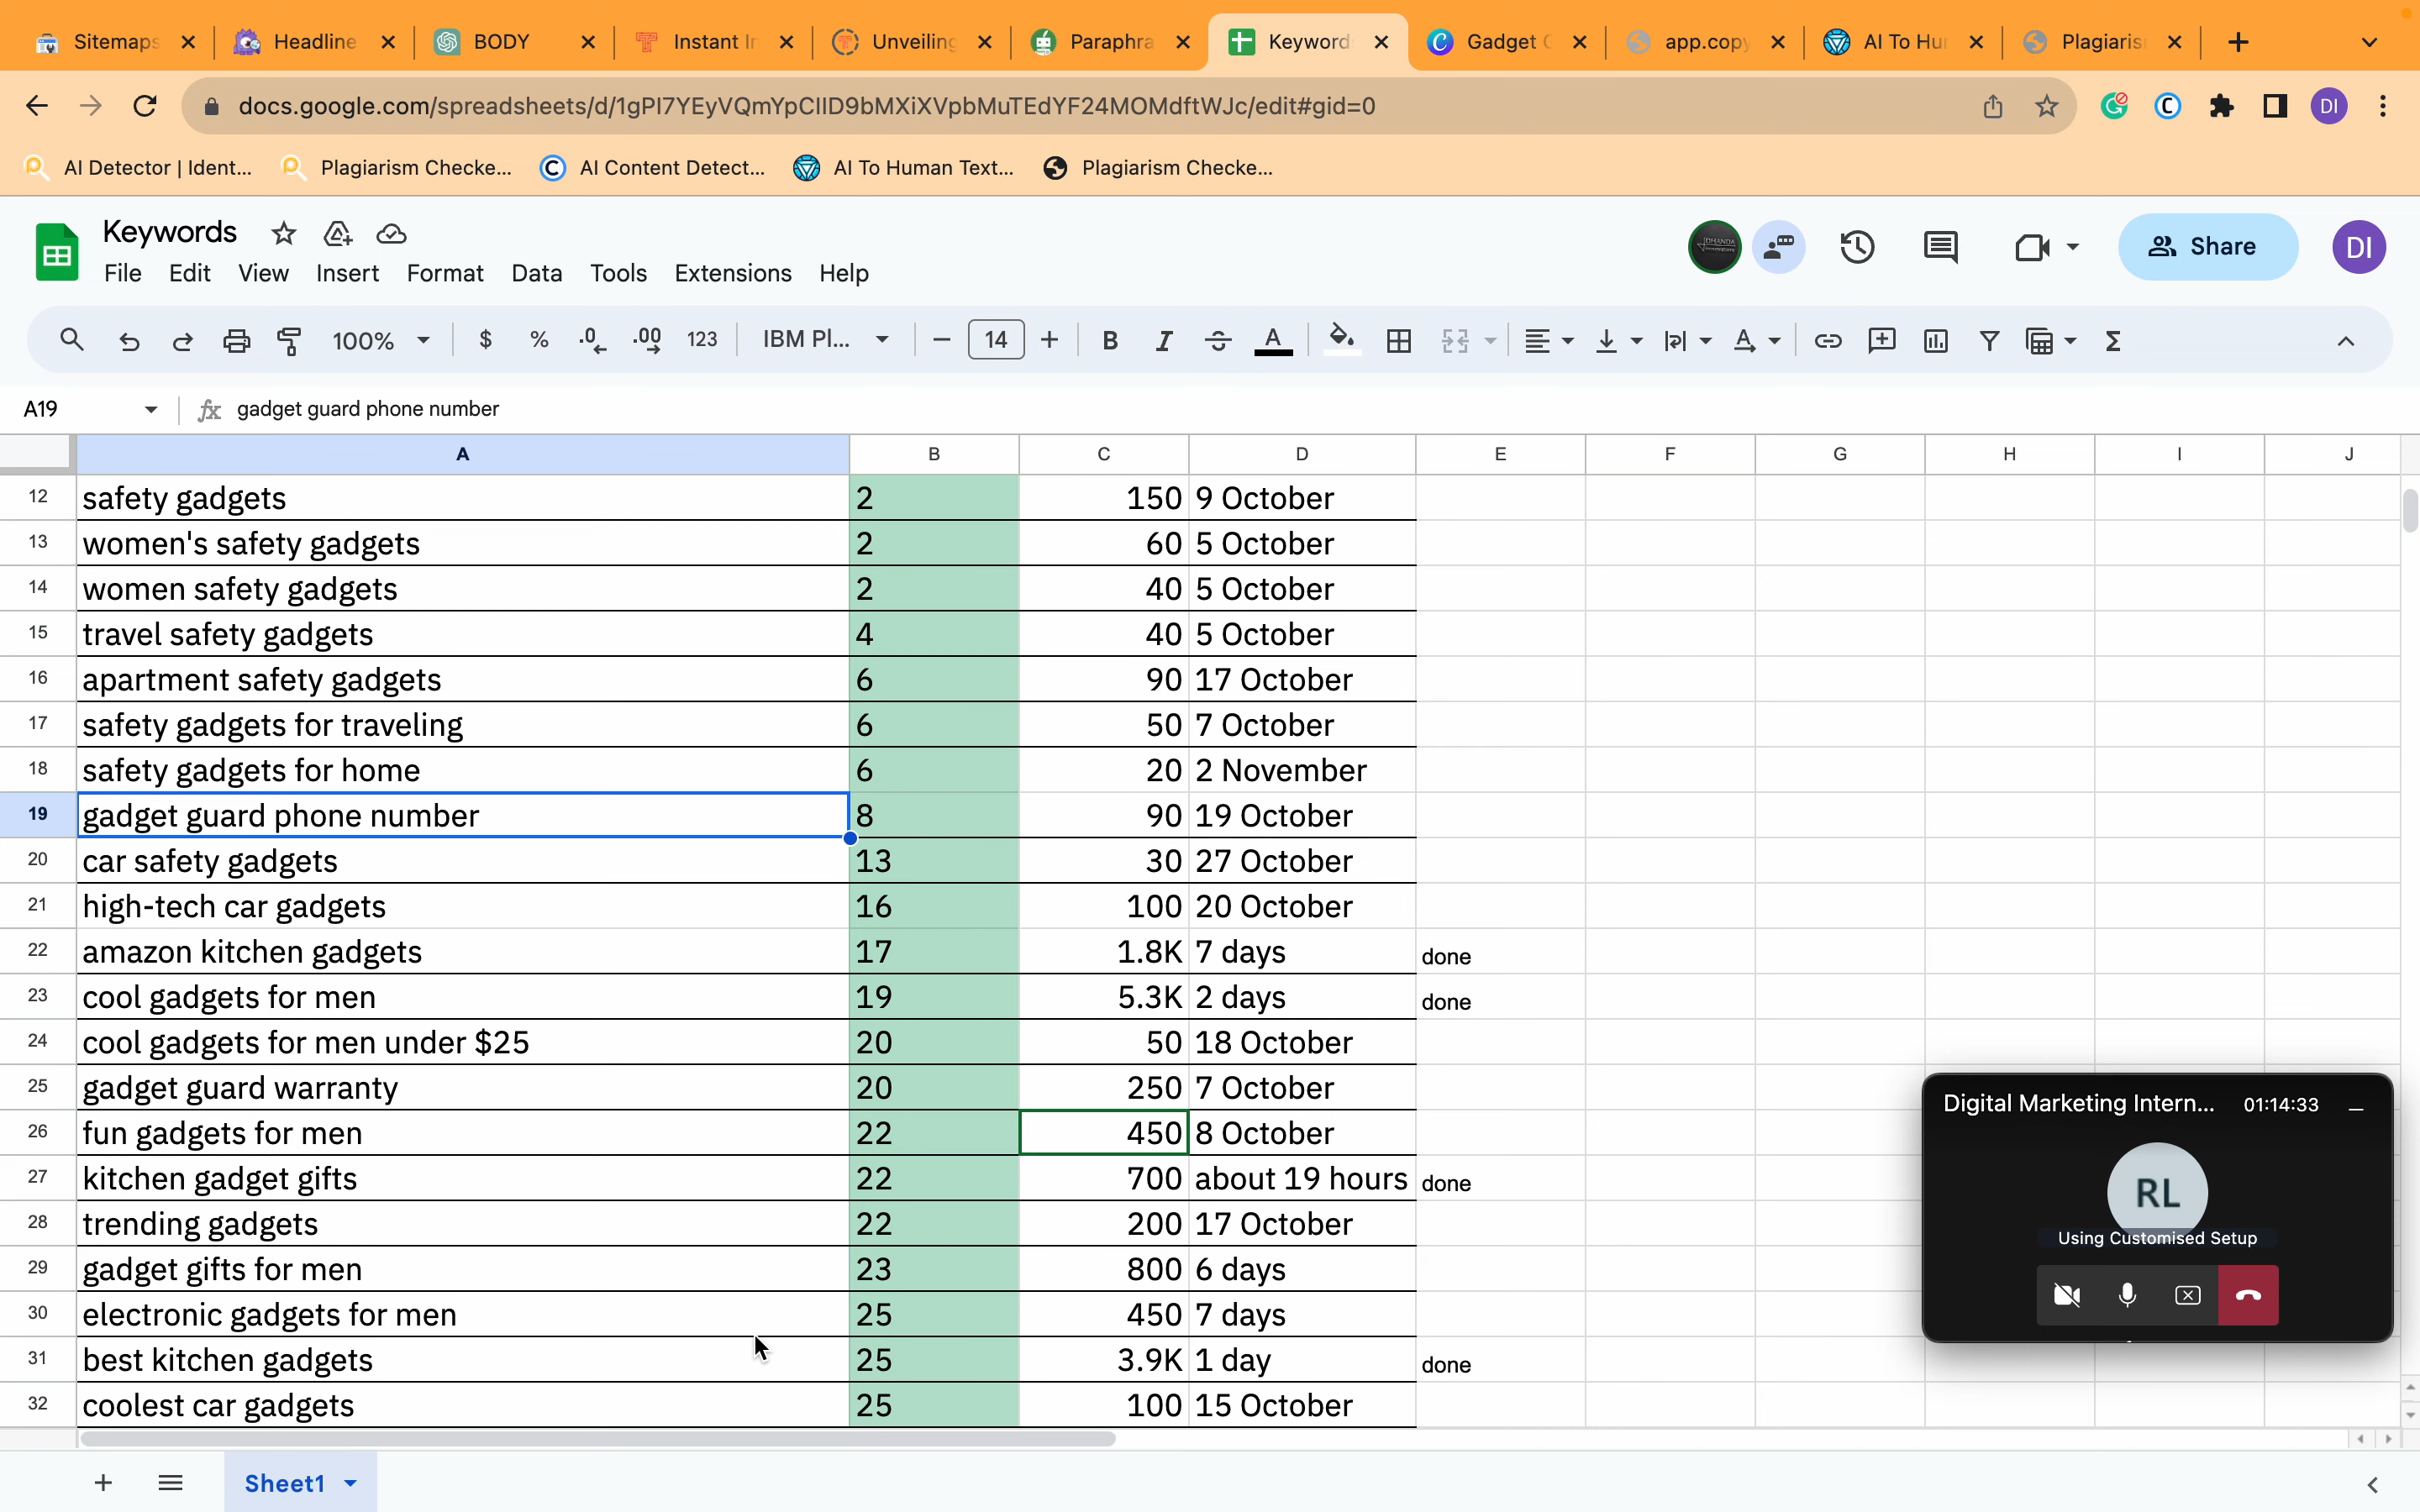 Sitemaps
Headline
BODY
Instant Ir
Unveiling
Paraphra
Keyword
Gadget
app.copy
AI To Hu
Plagiaris
docs.google.com/spreadsheets/d/1gPI7YEyVQmYpCIID9bMXiXVpbMuTEdYF24MOMdftWJc/edit#gid=0
DI
AI Detector | Ident...
Plagiarism Checke...
AI Content Detect...
AI To Human Text...
Plagiarism Checke...
Keywords
File Edit View Insert Format Data Tools Extensions Help
Share
DI
100% $ % .0 .00 123 IBM Pl... 14 B I
A19 fx gadget guard phone number
A B C D E F G H I J
12 safety gadgets 2 150 9 October
13 women's safety gadgets 2 60 5 October
14 women safety gadgets 2 40 5 October
15 travel safety gadgets 4 40 5 October
16 apartment safety gadgets 6 90 17 October
17 safety gadgets for traveling 6 50 7 October
18 safety gadgets for home 6 20 2 November
19 gadget guard phone number 8 90 19 October
20 car safety gadgets 13 30 27 October
21 high-tech car gadgets 16 100 20 October
22 amazon kitchen gadgets 17 1.8K 7 days done
23 cool gadgets for men 19 5.3K 2 days done
24 cool gadgets for men under $25 20 50 18 October
25 gadget guard warranty 20 250 7 October
26 fun gadgets for men 22 450 8 October
27 kitchen gadget gifts 22 700 about 19 hours done
28 trending gadgets 22 200 17 October
29 gadget gifts for men 23 800 6 days
30 electronic gadgets for men 25 450 7 days
31 best kitchen gadgets 25 3.9K 1 day done
32 coolest car gadgets 25 100 15 October
Digital Marketing Intern... 01:14:33
RL
Using Customised Setup
Sheet1